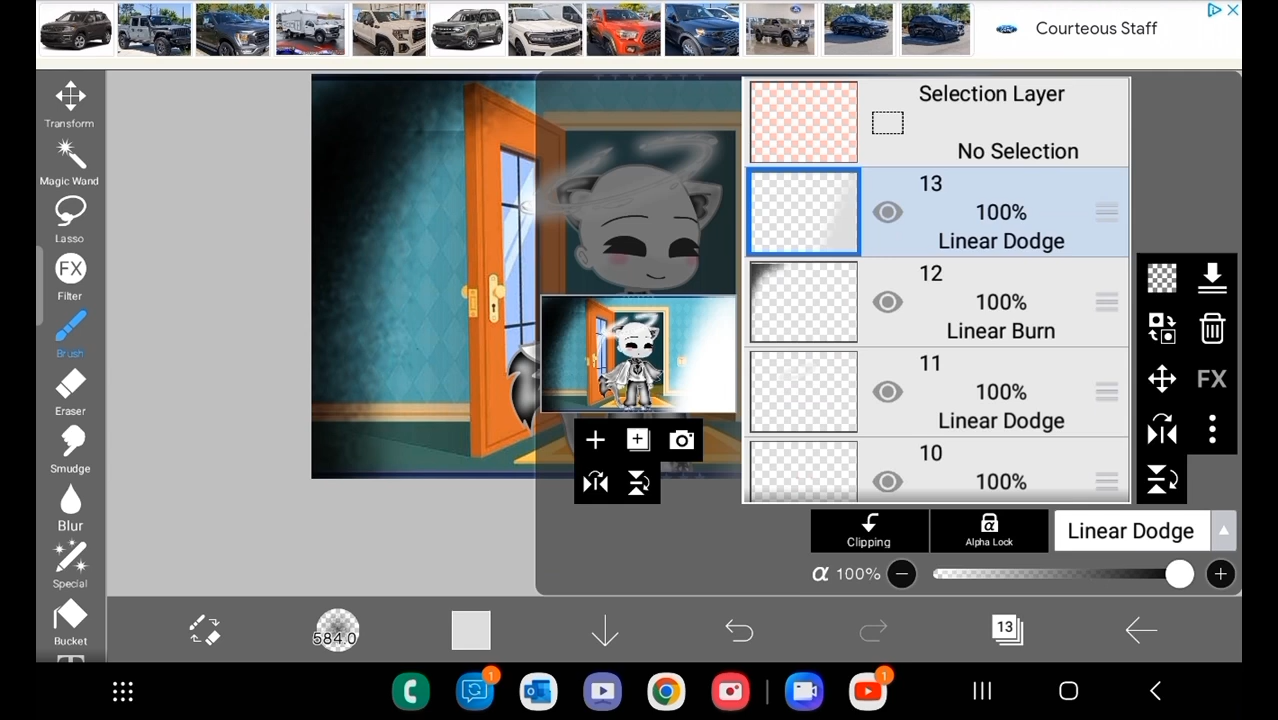 Courteous Staff
Transform
Magic Wand
Lasso
FX
Filter
Brush
Eraser
Smudge
Blur
Special
Bucket
Selection Layer
No Selection
13
100%
Linear Dodge
12
100%
Linear Burn
11
100%
Linear Dodge
10
100%
FX
Clipping
α
Alpha Lock
Linear Dodge
α 100%
584.0
13
1
1